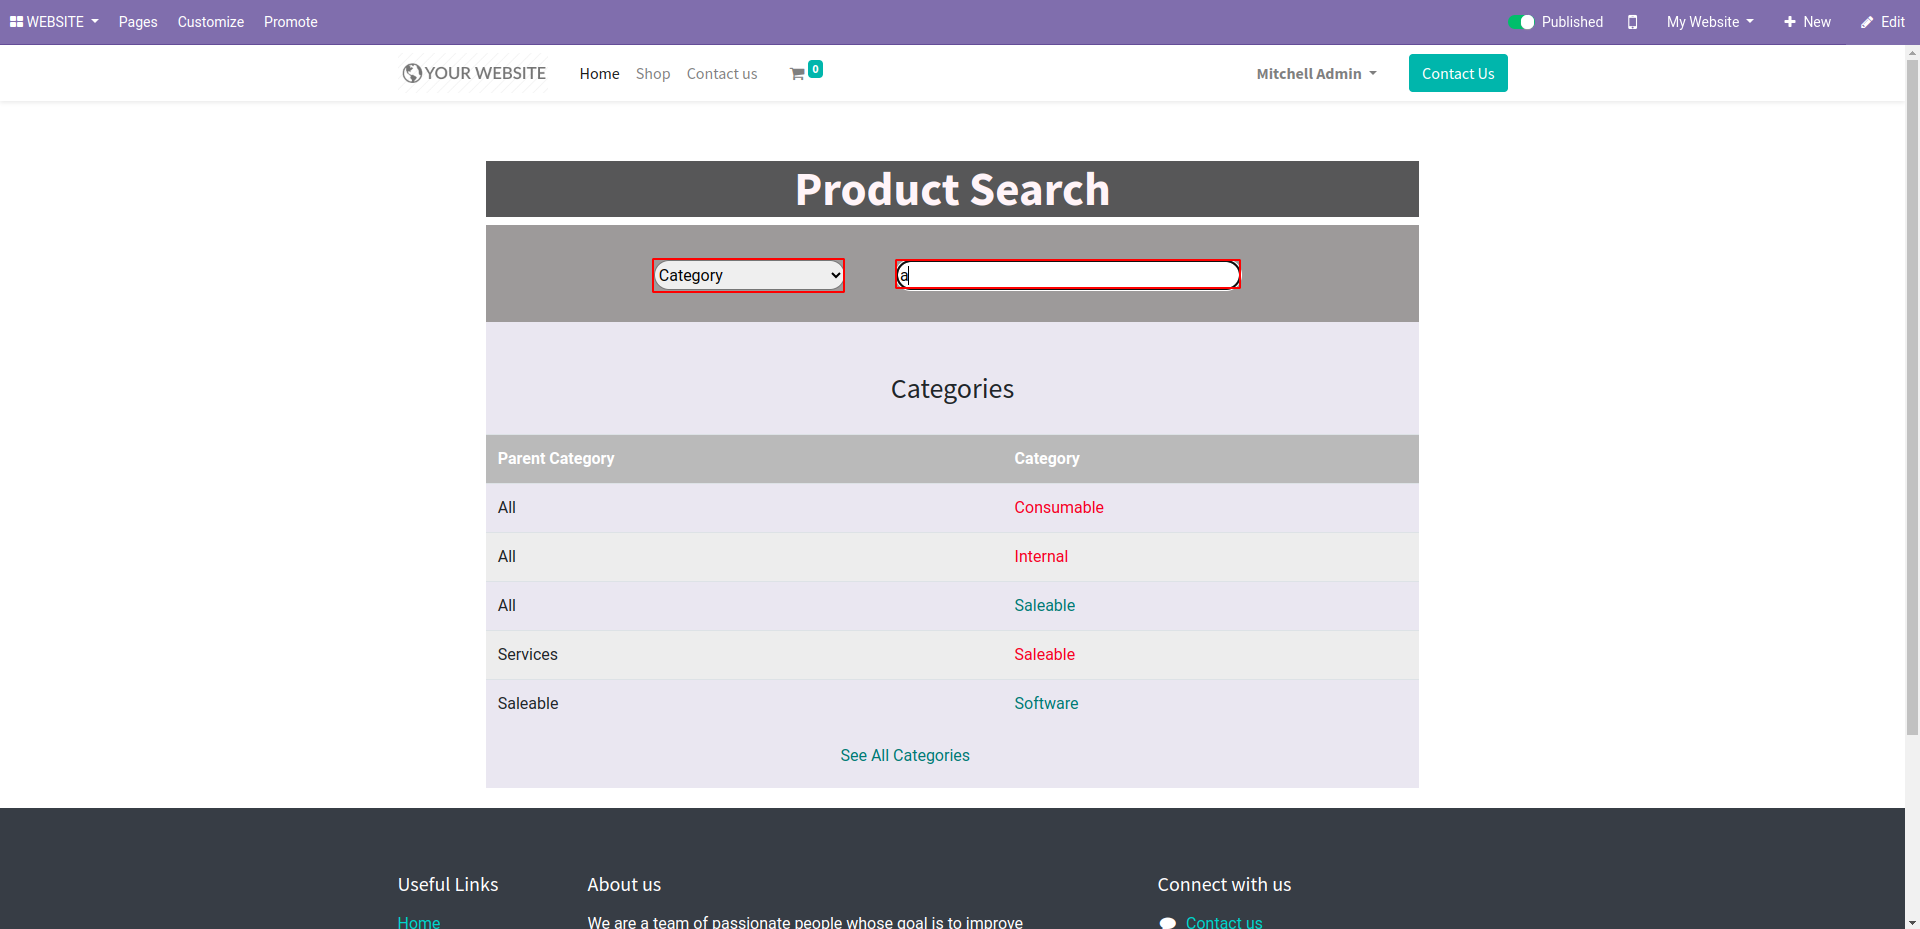 WEBSITE Pages Customize Promote Published My Website New Edit
YOUR WEBSITE Home Shop Contact us 0 Mitchell Admin Contact Us
Product Search
Category a
Categories
Parent Category Category
All Consumable
All Internal
All Saleable
Services Saleable
Saleable Software
See All Categories
Useful Links About us Connect with us
Home We are a team of passionate people whose goal is to improve Contact us